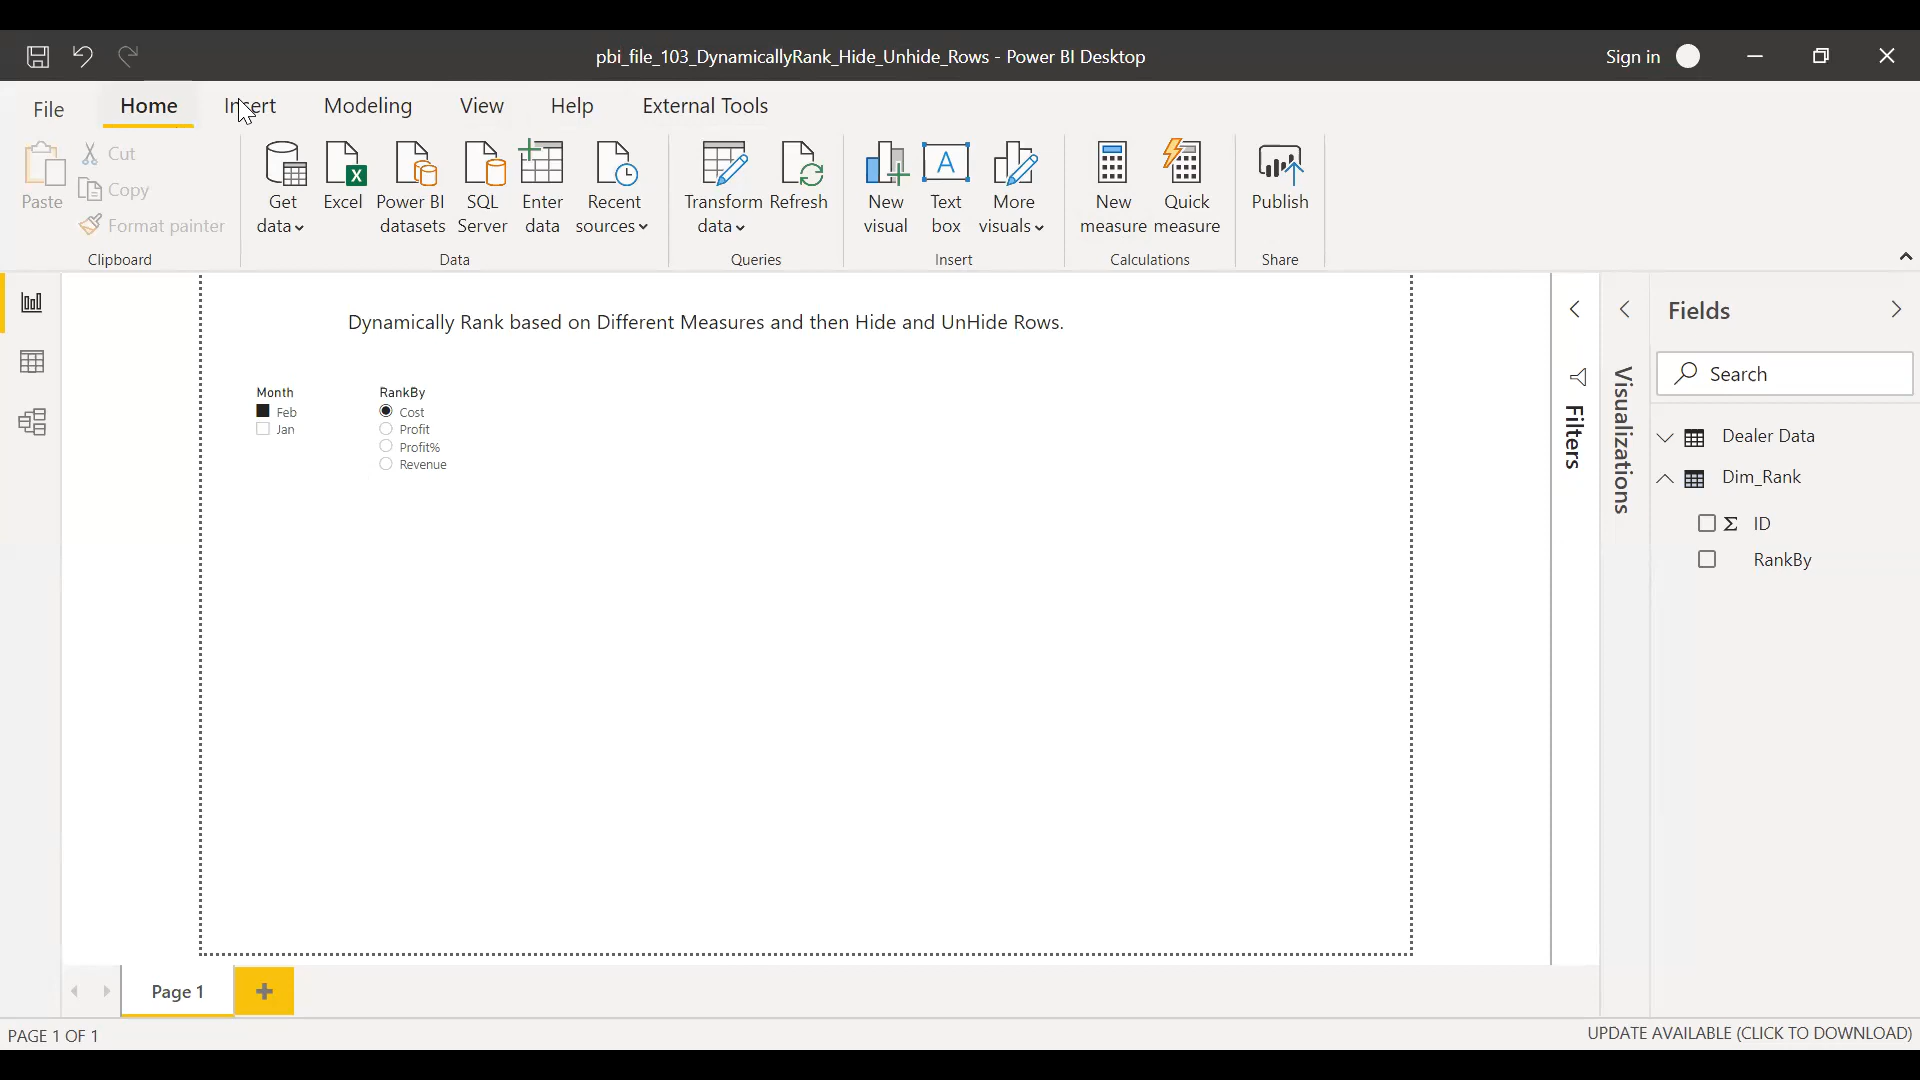 pbi_file_103_DynamicallyRank_Hide_Unhide_Rows - Power BI Desktop
Sign in
File
Home
Insert
Modeling
View
Help
External Tools
Paste
Cut
Copy
Format painter
Clipboard
Get data
Excel
Power BI datasets
SQL Server
Enter data
Recent sources
Data
Transform data
Refresh
Queries
New visual
Text box
More visuals
Insert
New measure
Quick measure
Calculations
Publish
Share
Dynamically Rank based on Different Measures and then Hide and UnHide Rows.
Month
Feb
Jan
RankBy
Cost
Profit
Profit%
Revenue
Filters
Visualizations
Fields
Search
Dealer Data
Dim_Rank
ID
RankBy
Page 1
PAGE 1 OF 1
UPDATE AVAILABLE (CLICK TO DOWNLOAD)